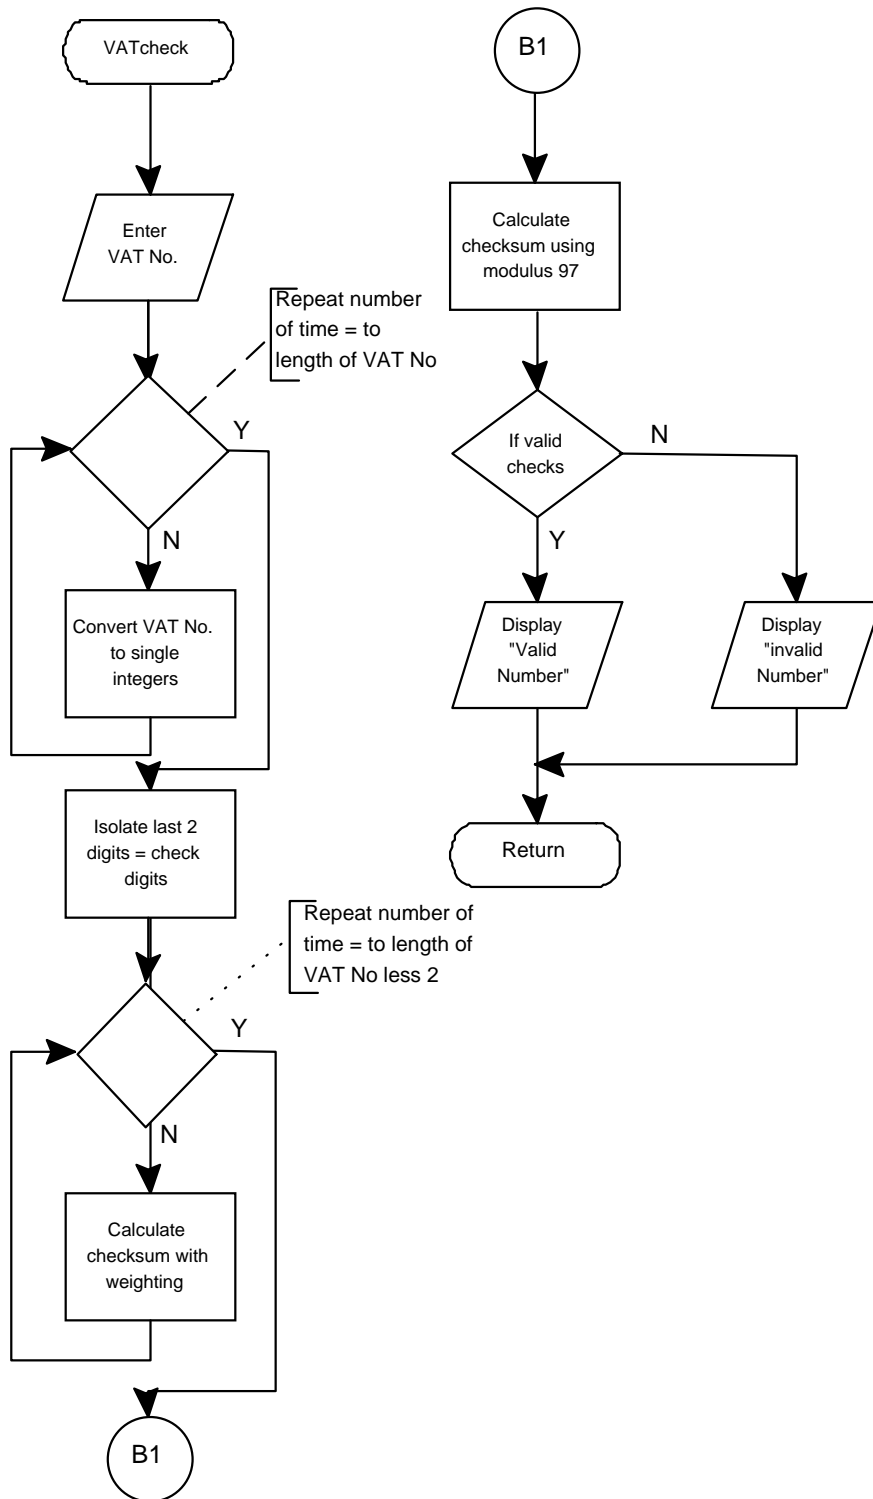 VATcheck
Enter
VAT No.
Repeat number
of time = to
length of VAT No
Y
N
Convert VAT No.
to single
integers
Isolate last 2
digits = check
digits
Repeat number of
time = to length of
VAT No less 2
Y
N
Calculate
checksum with
weighting
B1
B1
Calculate
checksum using
modulus 97
If valid
checks
N
Y
Display
"Valid
Number"
Display
"invalid
Number"
Return